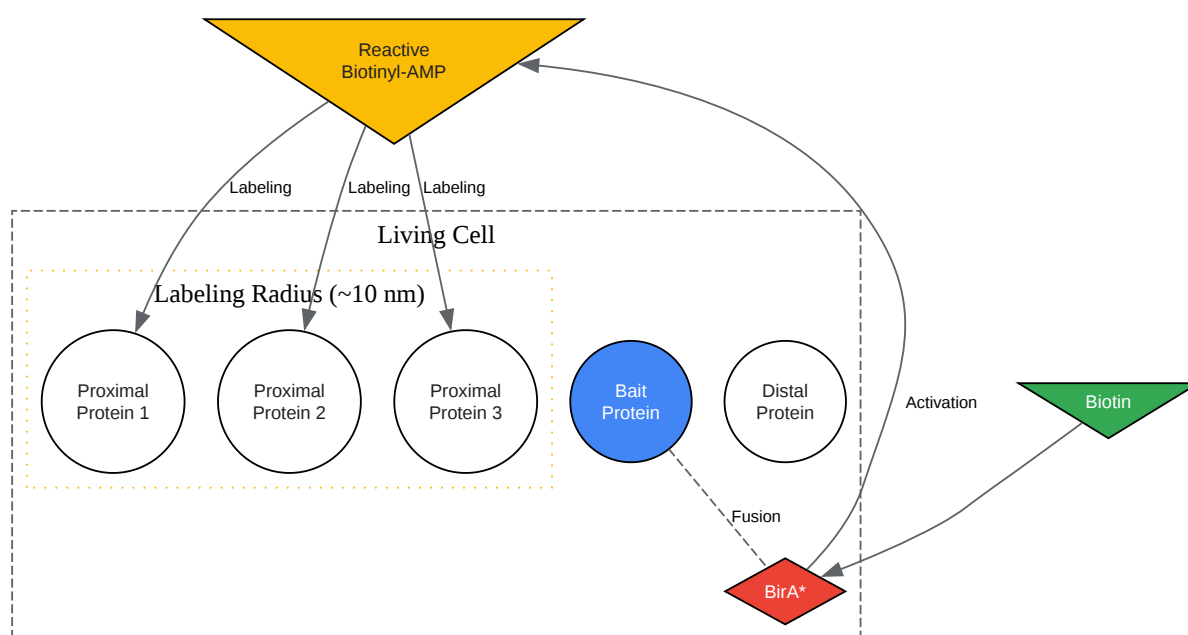 Reactive
Biotinyl-AMP
Labeling
Labeling
Labeling
Living Cell
Labeling Radius (~10 nm)
Proximal
Protein 1
Proximal
Protein 2
Proximal
Protein 3
Bait
Protein
Distal
Protein
Activation
Biotin
Fusion
BirA*